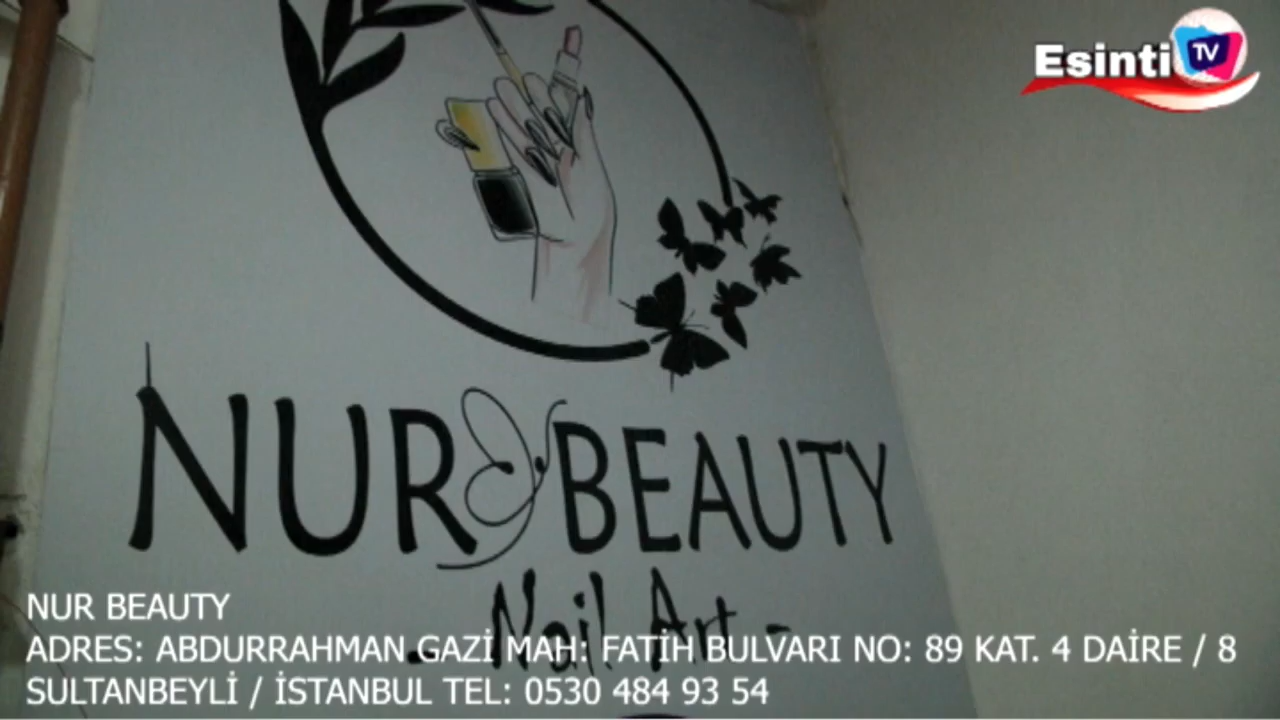 Esinti TV
NUR BEAUTY
- Nail Art -
NUR BEAUTY
ADRES: ABDURRAHMAN GAZİ MAH: FATİH BULVARI NO: 89 KAT. 4 DAİRE / 8
SULTANBEYLİ / İSTANBUL TEL: 0530 484 93 54